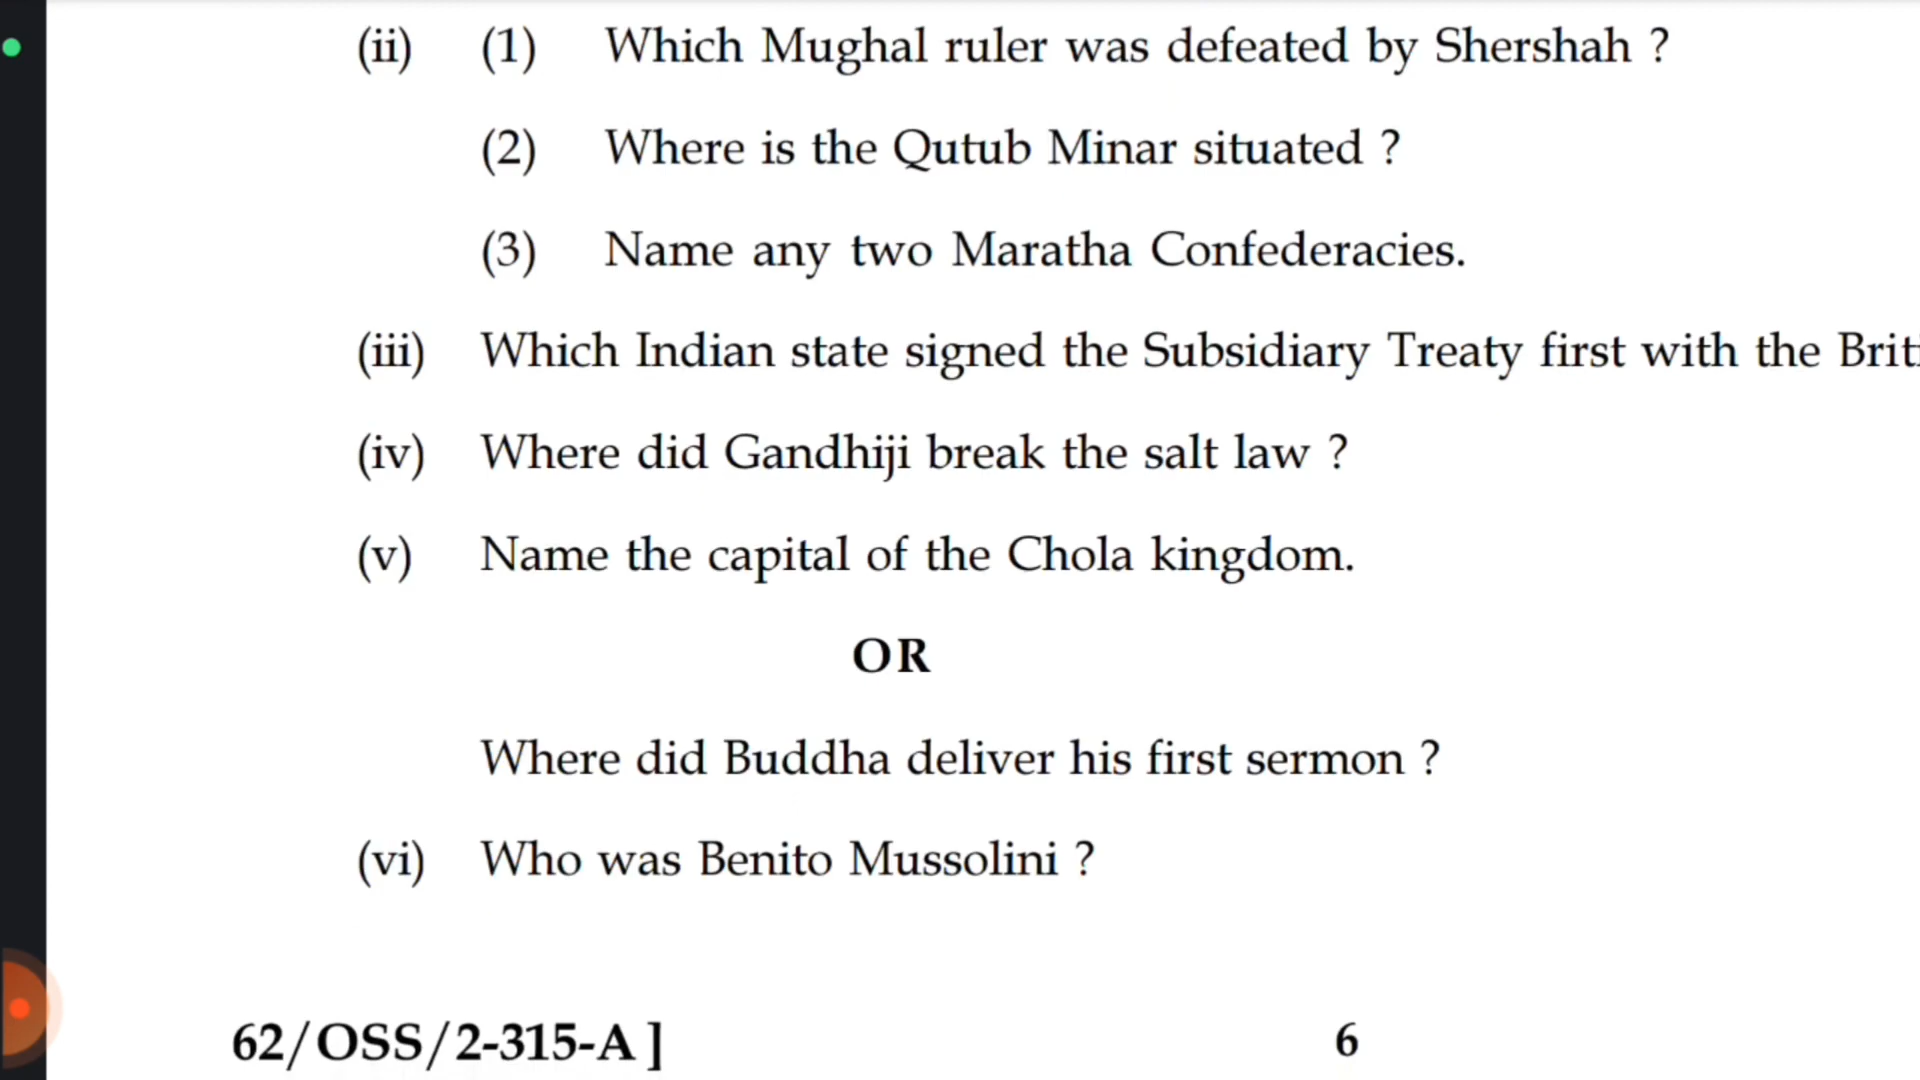 (ii) (1) Which Mughal ruler was defeated by Shershah ?
(2) Where is the Qutub Minar situated ?
(3) Name any two Maratha Confederacies.
(iii) Which Indian state signed the Subsidiary Treaty first with the Briti
(iv) Where did Gandhiji break the salt law ?
(v) Name the capital of the Chola kingdom.
OR
Where did Buddha deliver his first sermon ?
(vi) Who was Benito Mussolini ?
62/OSS/2-315-A ] 6